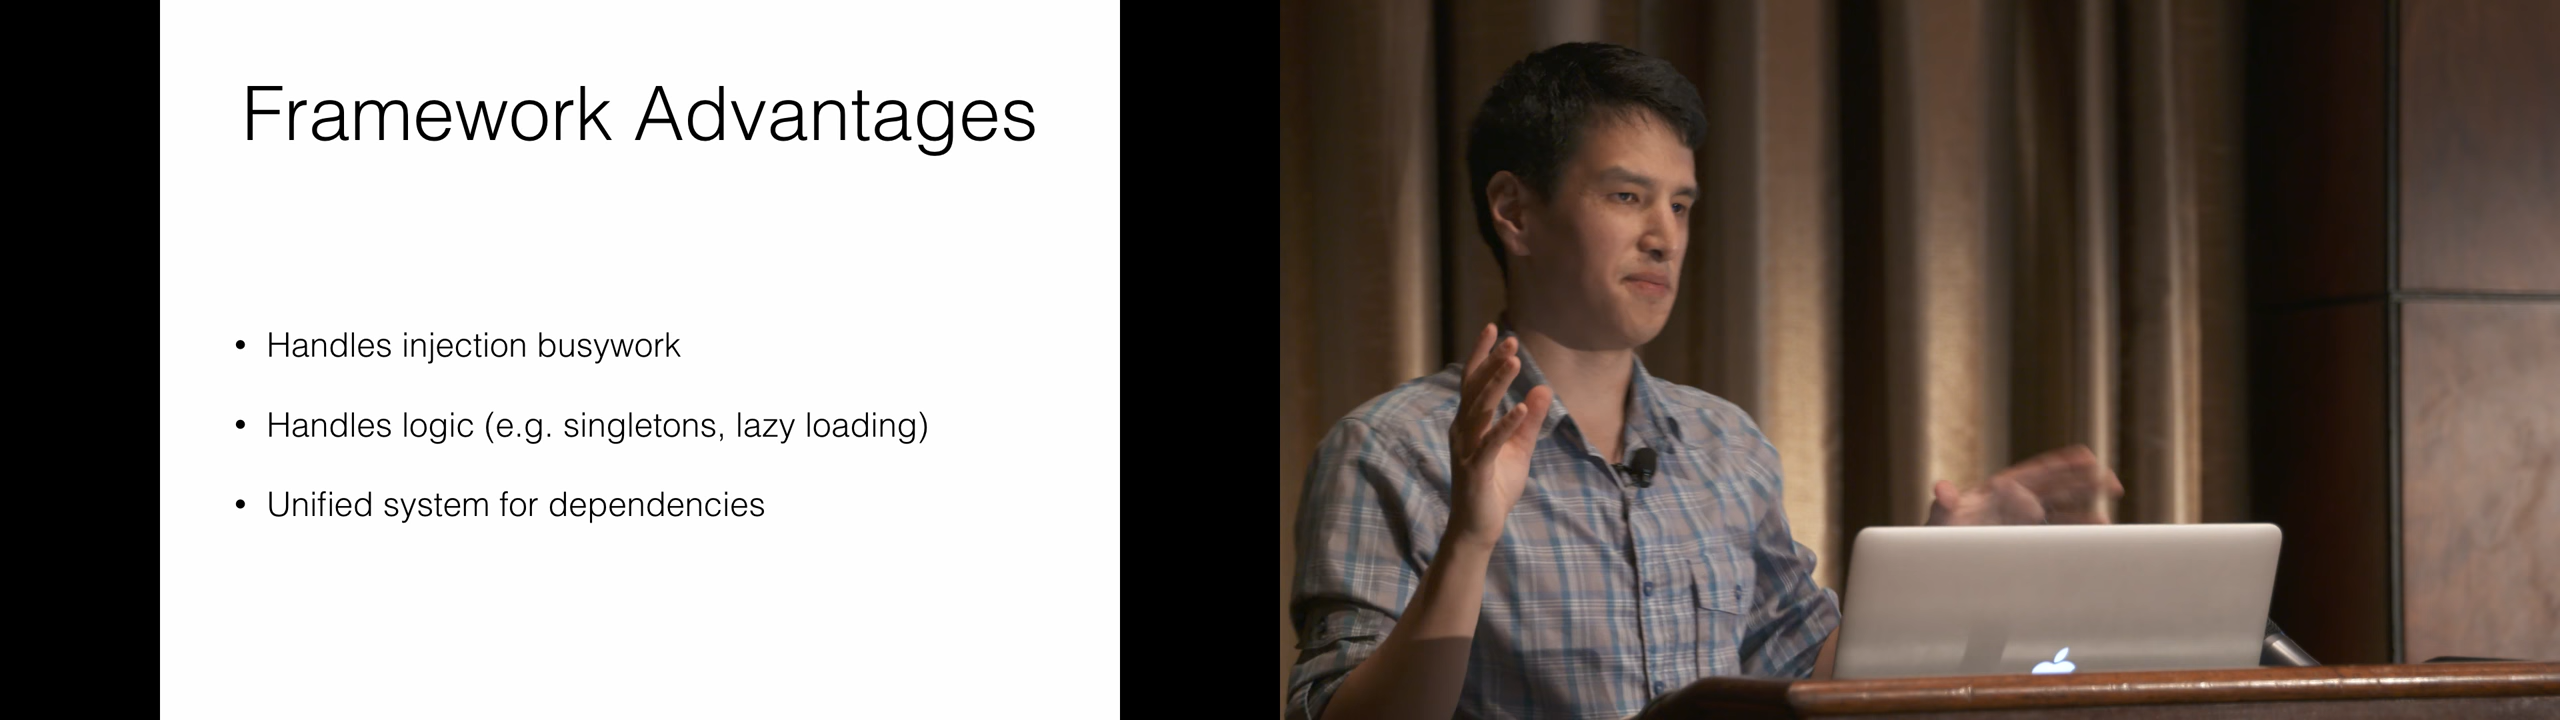 Framework Advantages
• Handles injection busywork
• Handles logic (e.g. singletons, lazy loading)
• Unified system for dependencies